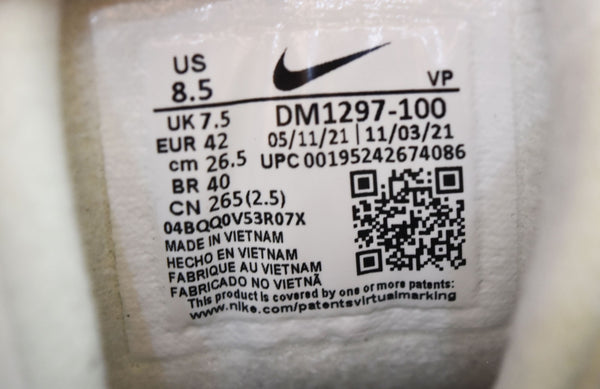 US
8.5
VP
UK 7.5
DM1297-100
EUR 42
05/11/21 | 11/03/21
cm 26.5
UPC 00195242674086
BR 40
CN 265(2.5)
04BQQ0V53R07X
MADE IN VIETNAM
HECHO EN VIETNAM
FABRIQUE AU VIETNAM
FABRICADO NO VIETNÃ
This product is covered by one or more patents:
www.nike.com/patentsvirtualmarking